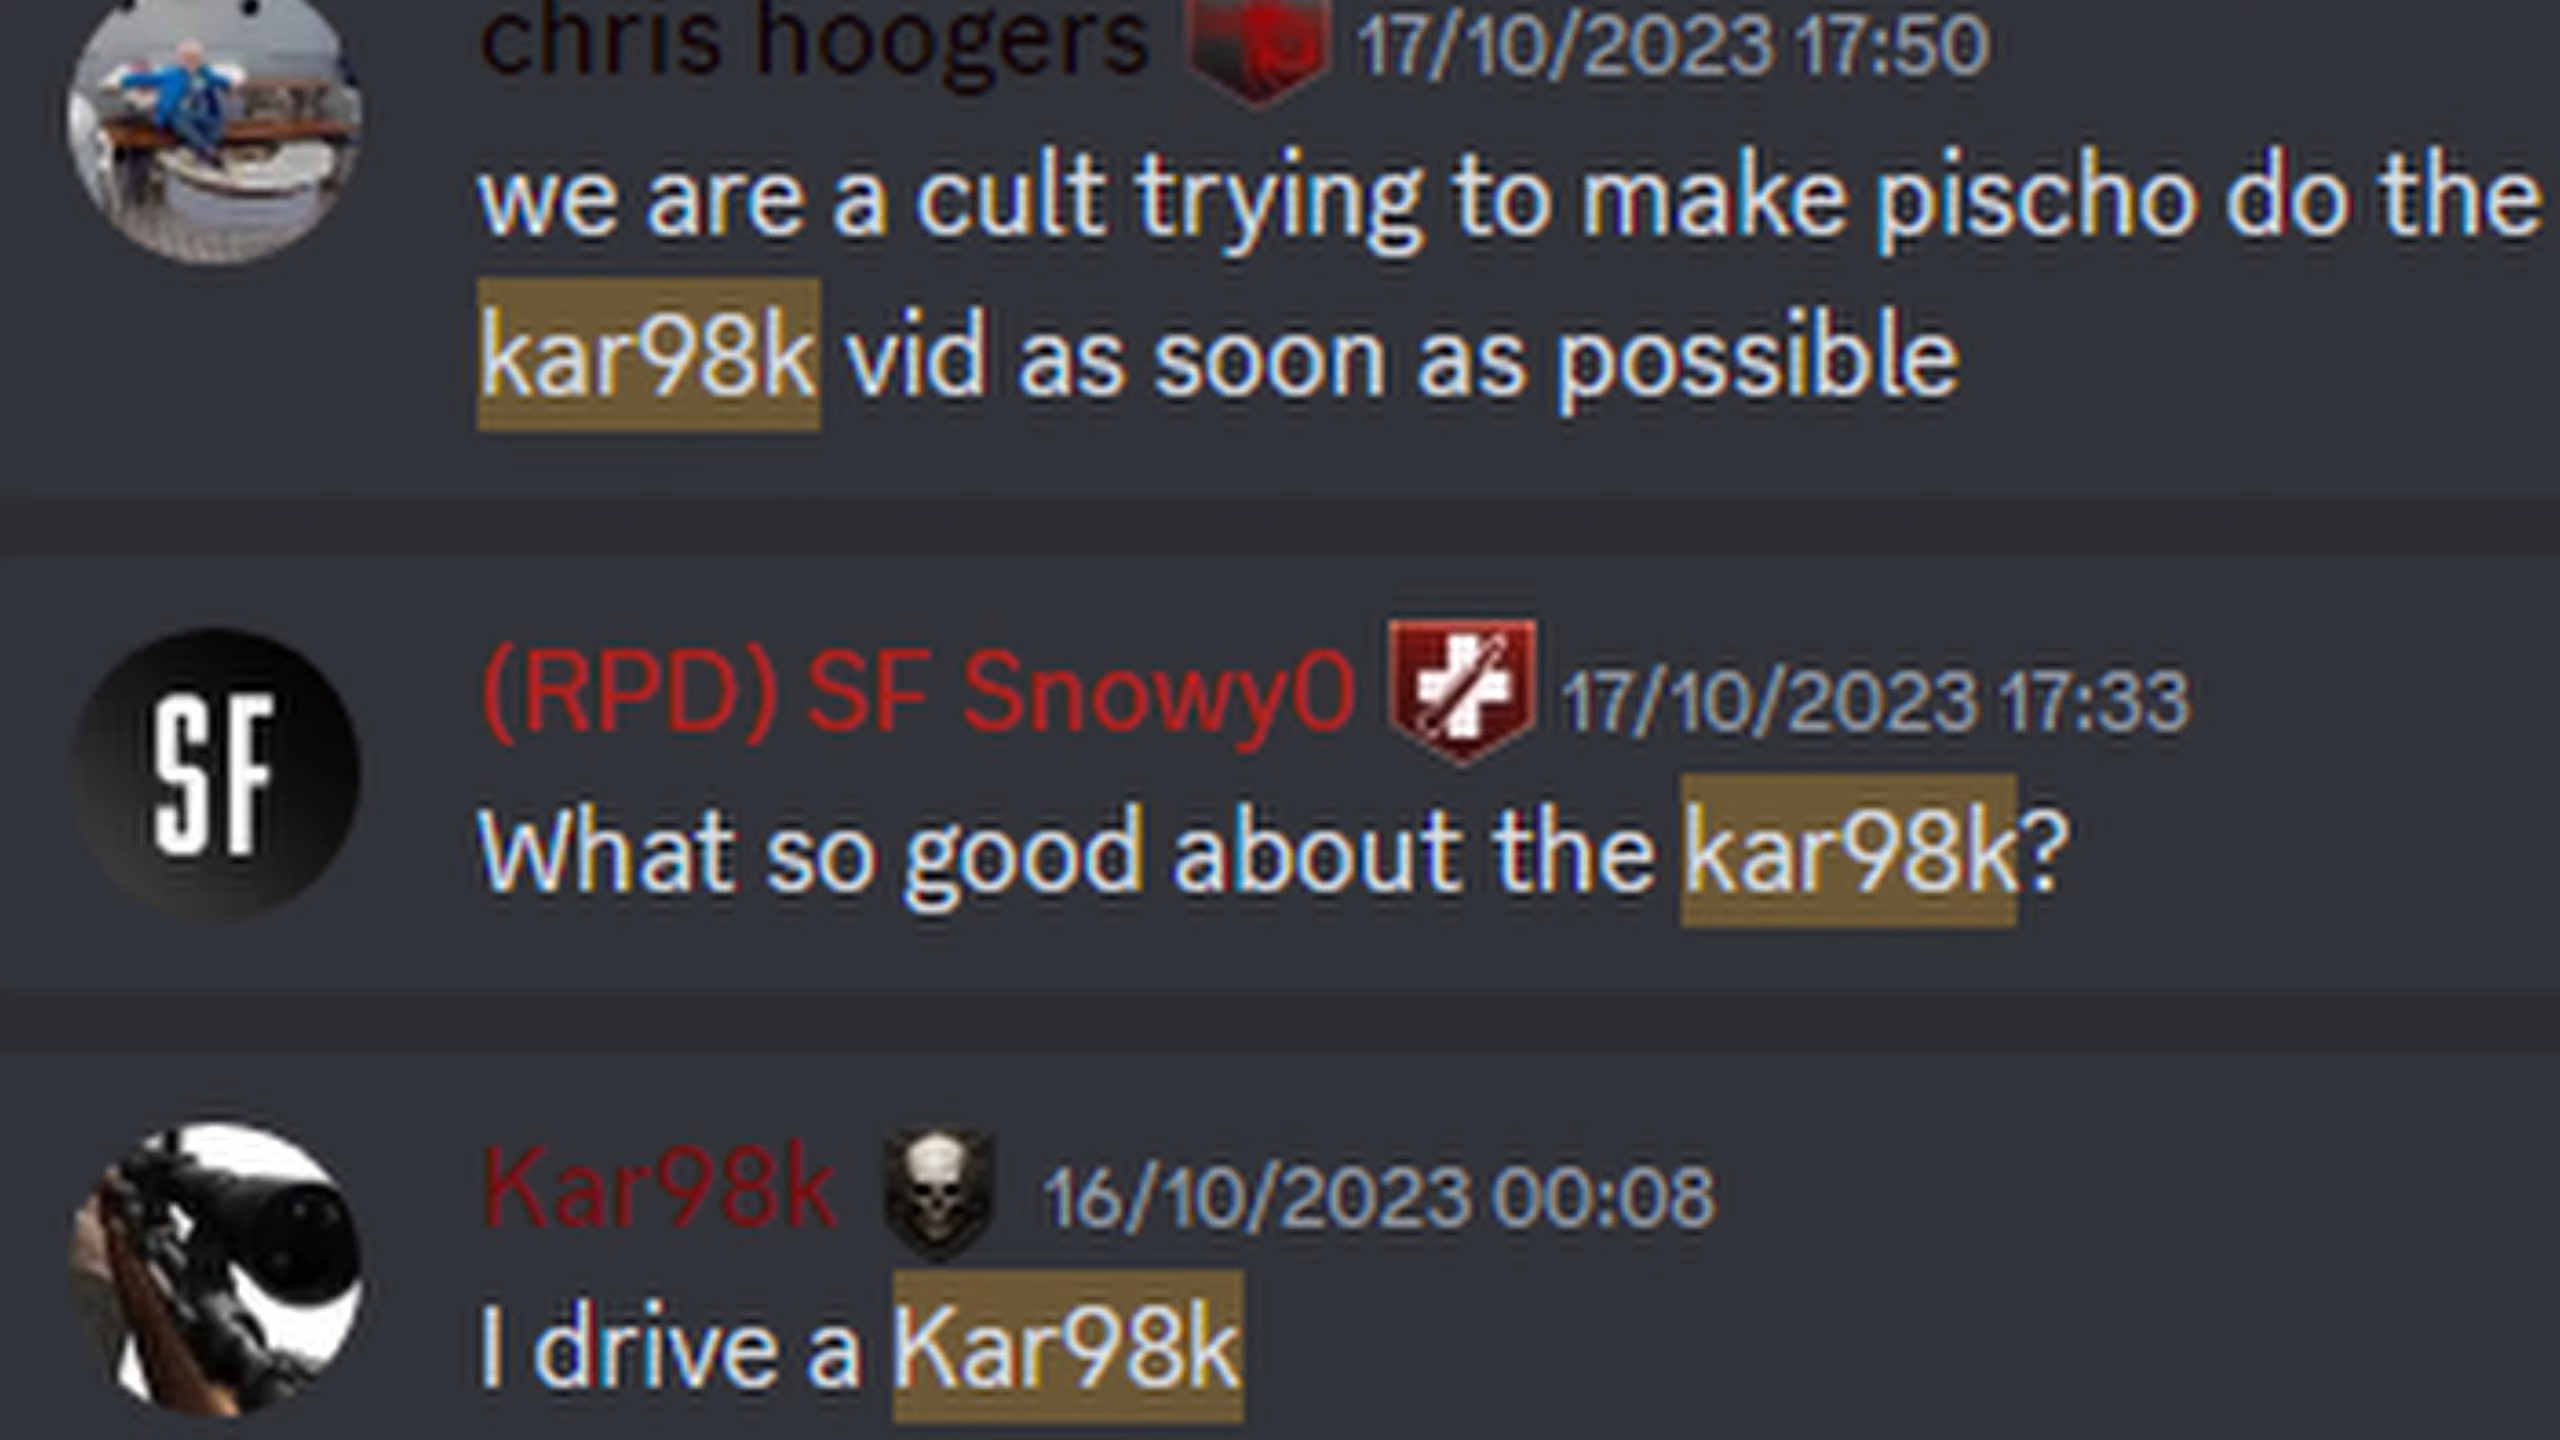 chris hoogers 17/10/2023 17:50
we are a cult trying to make pischo do the
kar98k vid as soon as possible
SF
(RPD) SF Snowy0 17/10/2023 17:33
What so good about the kar98k?
Kar98k 16/10/2023 00:08
I drive a Kar98k